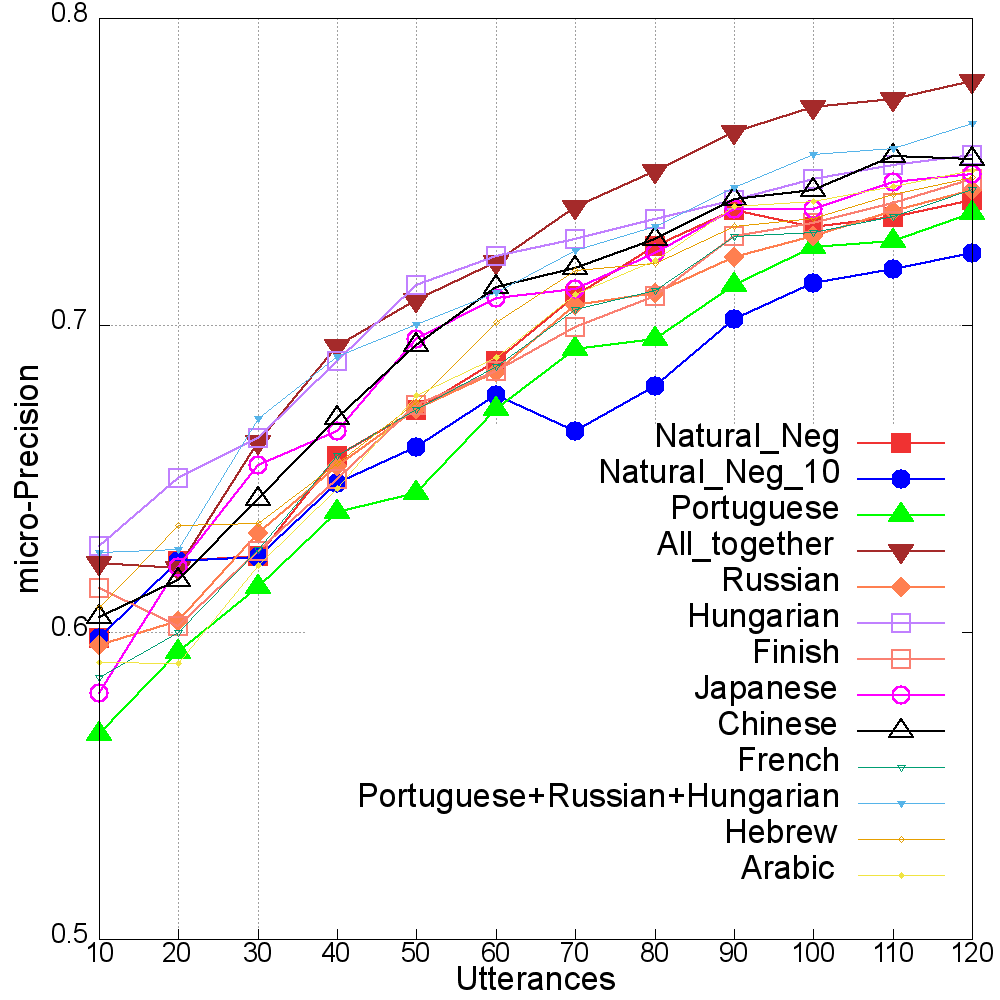 0.8
0.7
0.6
0.5
micro-Precision
Natural_Neg
Natural_Neg_10
Portuguese
All_together
Russian
Hungarian
Finish
Japanese
Chinese
French
Portuguese+Russian+Hungarian
Hebrew
Arabic
10 20 30 40 50 60 70 80 90 100 110 120
Utterances